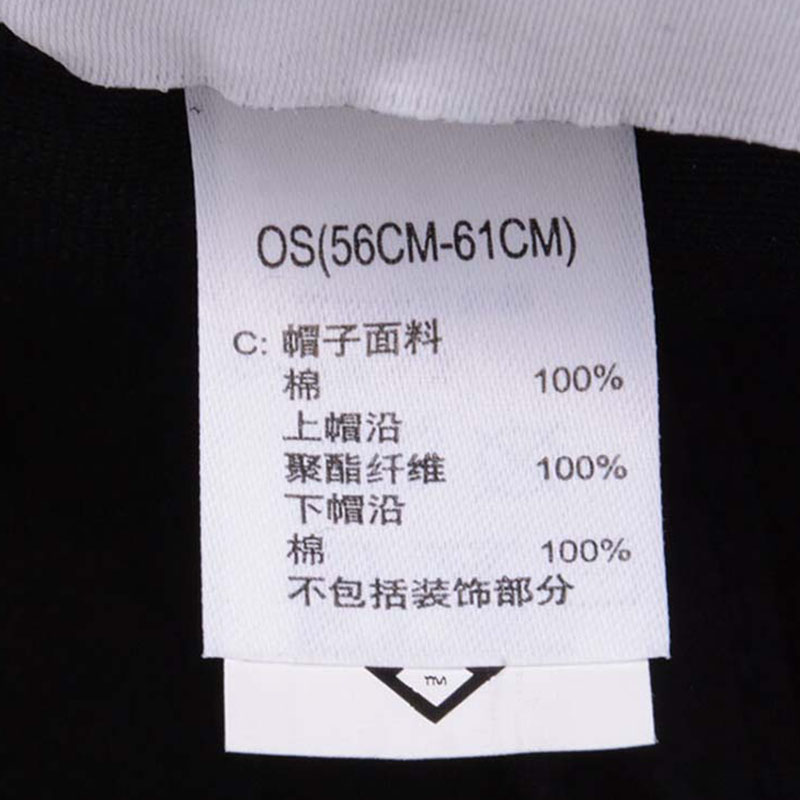 OS(56CM-61CM)
C: 帽子面料
棉 100%
上帽沿
聚酯纤维 100%
下帽沿
棉 100%
不包括装饰部分
TM